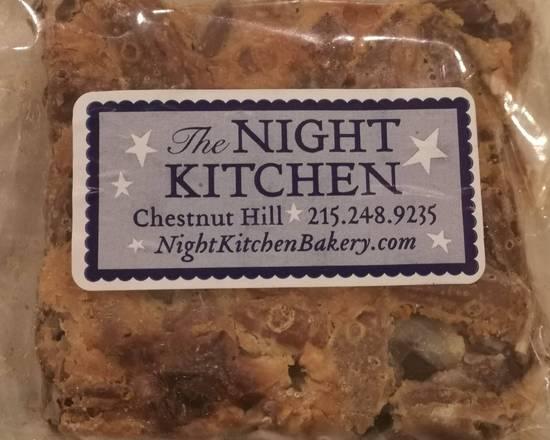 The NIGHT
KITCHEN
Chestnut Hill ★ 215.248.9235
NightKitchenBakery.com